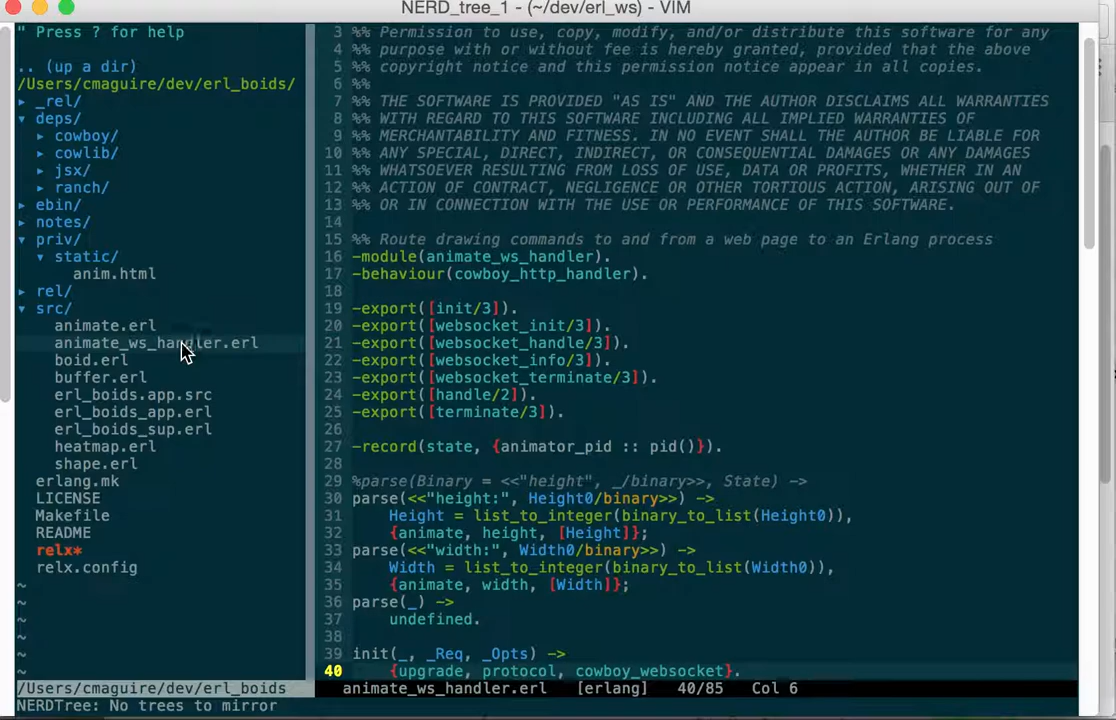 NERD_tree_1 - (~/dev/erl_ws) - VIM
" Press ? for help
.. (up a dir)
/Users/cmaguire/dev/erl_boids/
▸ _rel/
▾ deps/
▸ cowboy/
▸ cowlib/
▸ jsx/
▸ ranch/
▸ ebin/
▸ notes/
▾ priv/
▾ static/
anim.html
▸ rel/
▾ src/
animate.erl
animate_ws_handler.erl
boid.erl
buffer.erl
erl_boids.app.src
erl_boids_app.erl
erl_boids_sup.erl
heatmap.erl
shape.erl
erlang.mk
LICENSE
Makefile
README
relx*
relx.config
~
~
~
~
~
~
/Users/cmaguire/dev/erl_boids
3 %% Permission to use, copy, modify, and/or distribute this software for any
4 %% purpose with or without fee is hereby granted, provided that the above
5 %% copyright notice and this permission notice appear in all copies.
6 %%
7 %% THE SOFTWARE IS PROVIDED "AS IS" AND THE AUTHOR DISCLAIMS ALL WARRANTIES
8 %% WITH REGARD TO THIS SOFTWARE INCLUDING ALL IMPLIED WARRANTIES OF
9 %% MERCHANTABILITY AND FITNESS. IN NO EVENT SHALL THE AUTHOR BE LIABLE FOR
10 %% ANY SPECIAL, DIRECT, INDIRECT, OR CONSEQUENTIAL DAMAGES OR ANY DAMAGES
11 %% WHATSOEVER RESULTING FROM LOSS OF USE, DATA OR PROFITS, WHETHER IN AN
12 %% ACTION OF CONTRACT, NEGLIGENCE OR OTHER TORTIOUS ACTION, ARISING OUT OF
13 %% OR IN CONNECTION WITH THE USE OR PERFORMANCE OF THIS SOFTWARE.
14
15 %% Route drawing commands to and from a web page to an Erlang process
16 -module(animate_ws_handler).
17 -behaviour(cowboy_http_handler).
18
19 -export([init/3]).
20 -export([websocket_init/3]).
21 -export([websocket_handle/3]).
22 -export([websocket_info/3]).
23 -export([websocket_terminate/3]).
24 -export([handle/2]).
25 -export([terminate/3]).
26
27 -record(state, {animator_pid :: pid()}).
28
29 %parse(Binary = <<"height", _/binary>>, State) ->
30 parse(<<"height:", Height0/binary>>) ->
31 Height = list_to_integer(binary_to_list(Height0)),
32 {animate, height, [Height]};
33 parse(<<"width:", Width0/binary>>) ->
34 Width = list_to_integer(binary_to_list(Width0)),
35 {animate, width, [Width]};
36 parse(_) ->
37 undefined.
38
39 init(_, _Req, _Opts) ->
40 {upgrade, protocol, cowboy_websocket}.
animate_ws_handler.erl [erlang] 40/85 Col 6
NERDTree: No trees to mirror